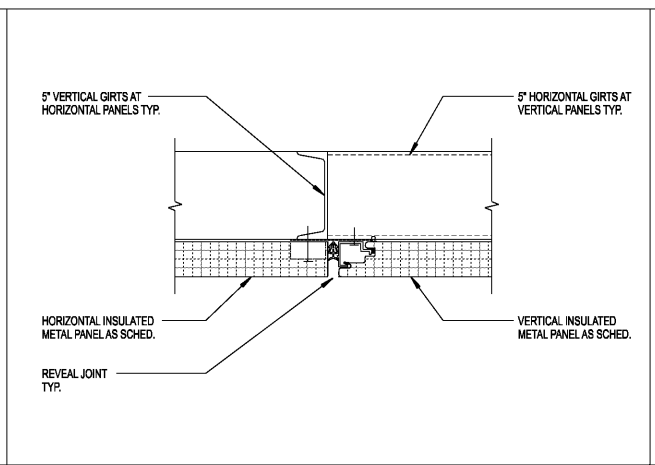 5" VERTICAL GIRTS AT
HORIZONTAL PANELS TYP.
5" HORIZONTAL GIRTS AT
VERTICAL PANELS TYP.
HORIZONTAL INSULATED
METAL PANEL AS SCHED.
VERTICAL INSULATED
METAL PANEL AS SCHED.
REVEAL JOINT
TYP.